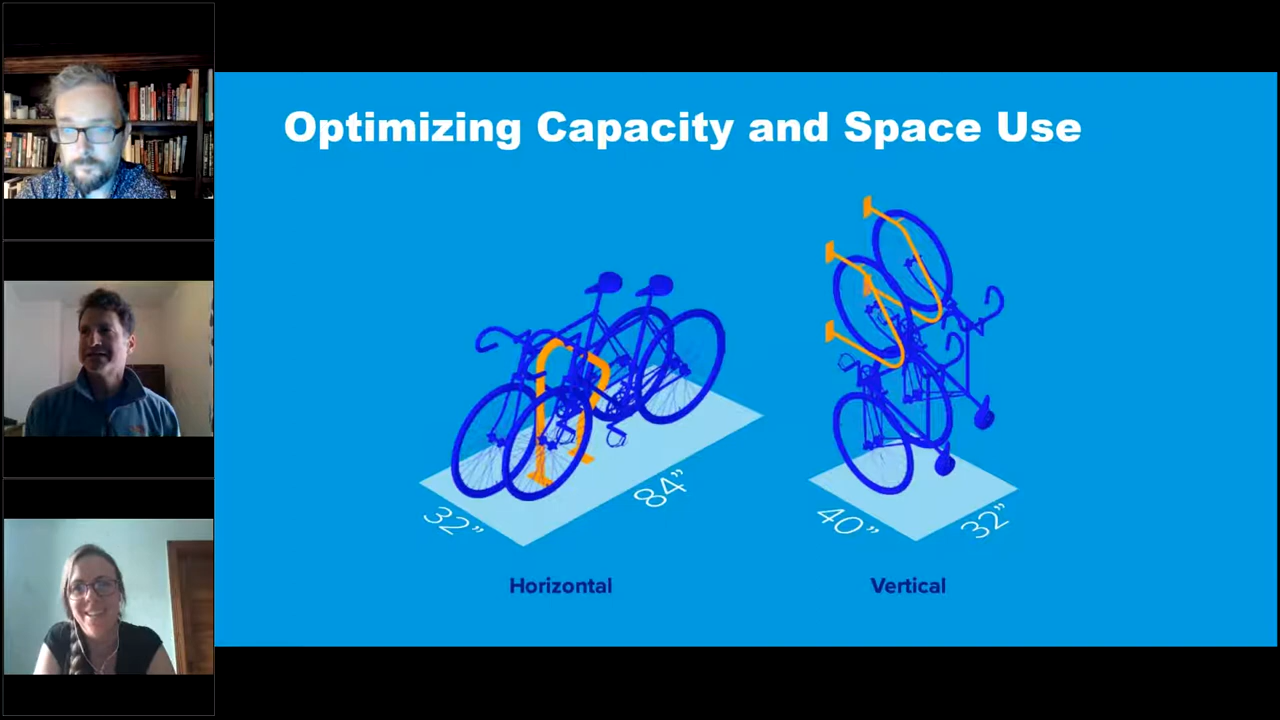 Optimizing Capacity and Space Use
32”
84”
40”
32”
Horizontal
Vertical